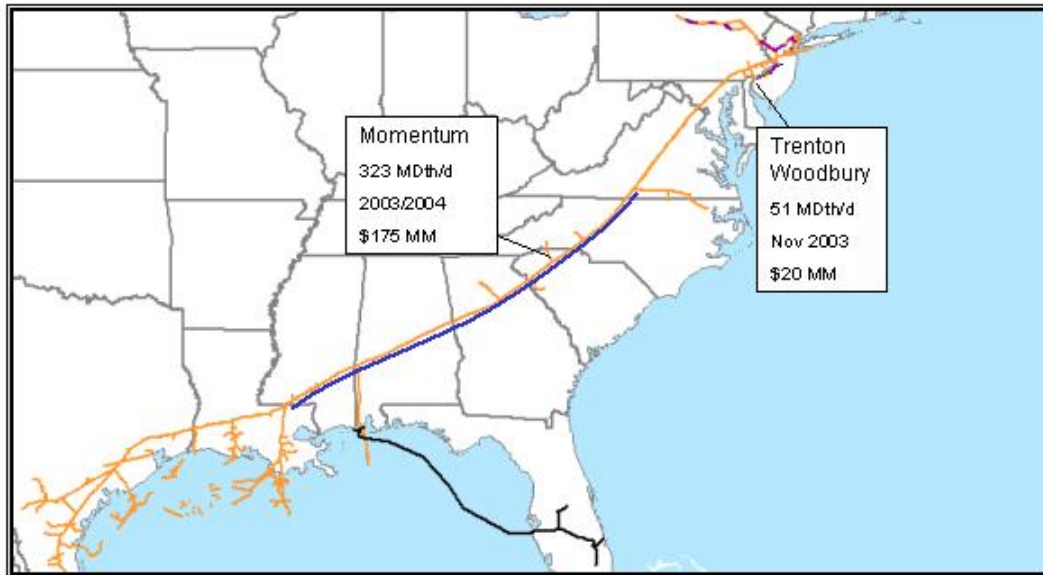 Momentum
323 MDth/d
2003/2004
$175 MM
Trenton
Woodbury
51 MDth/d
Nov 2003
$20 MM